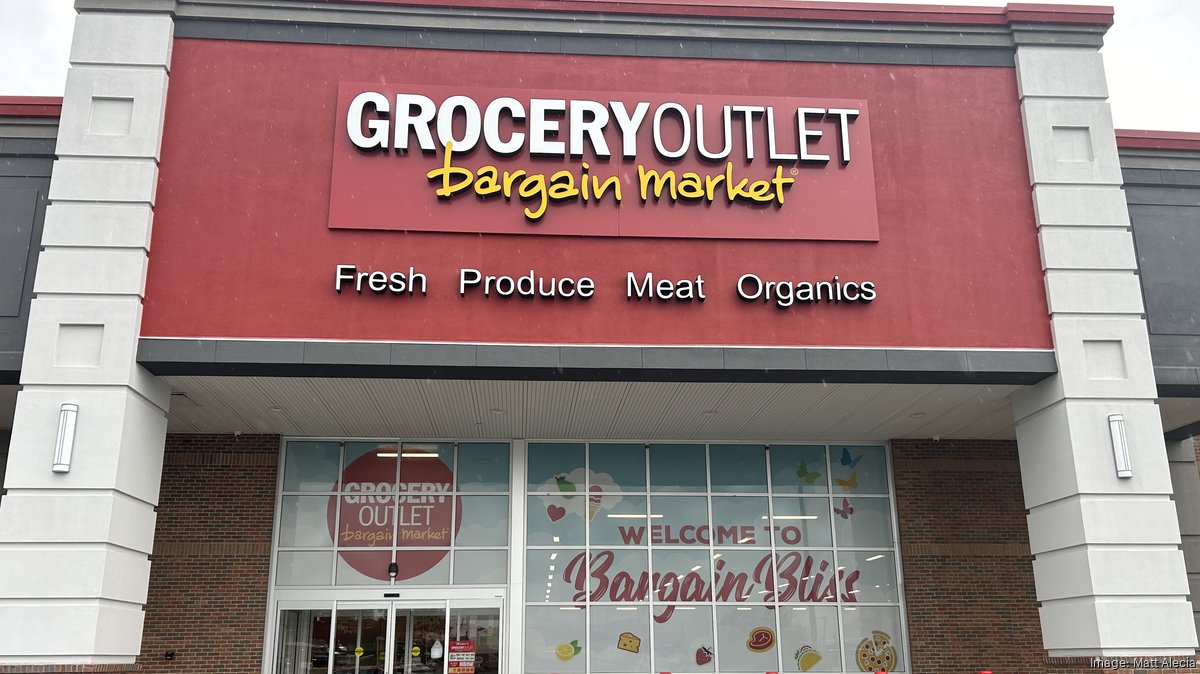 GROCERYOUTLET
bargain market®
Fresh Produce Meat Organics
GROCERY
OUTLET
bargain market
WELCOME TO
Bargain Bliss
Image: Matt Alecia